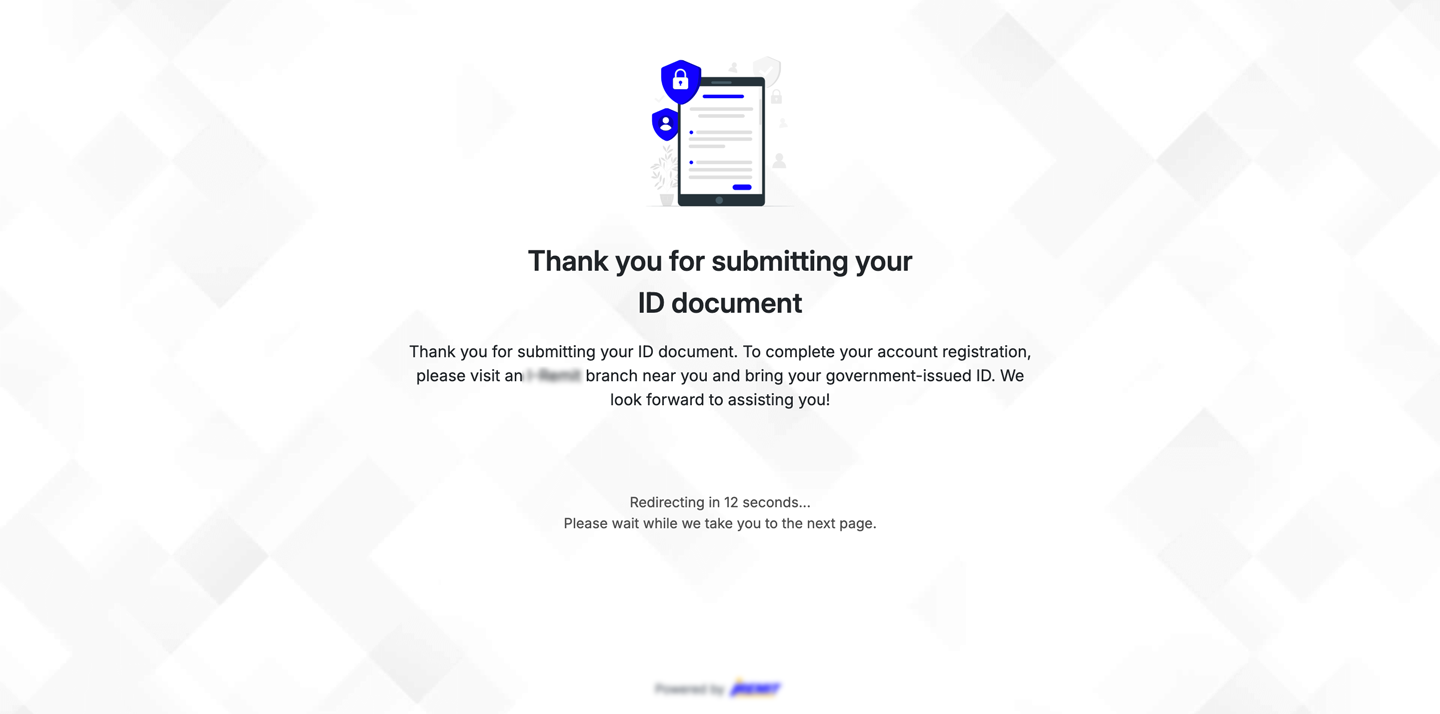 Thank you for submitting your
ID document
Thank you for submitting your ID document. To complete your account registration,
please visit an branch near you and bring your government-issued ID. We
look forward to assisting you!
Redirecting in 12 seconds...
Please wait while we take you to the next page.
Powered by